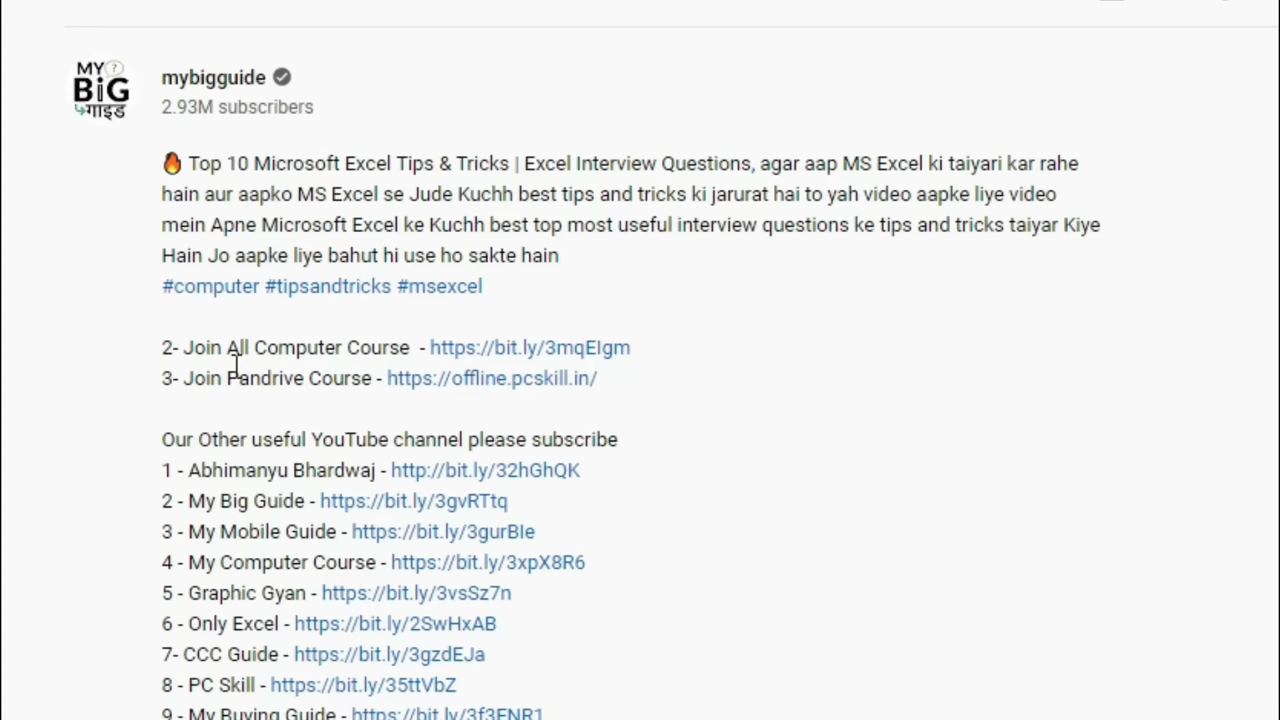 MY ?
BiG
गाइड
mybigguide
2.93M subscribers
🔥 Top 10 Microsoft Excel Tips & Tricks | Excel Interview Questions, agar aap MS Excel ki taiyari kar rahe
hain aur aapko MS Excel se Jude Kuchh best tips and tricks ki jarurat hai to yah video aapke liye video
mein Apne Microsoft Excel ke Kuchh best top most useful interview questions ke tips and tricks taiyar Kiye
Hain Jo aapke liye bahut hi use ho sakte hain
#computer #tipsandtricks #msexcel
2- Join All Computer Course - https://bit.ly/3mqEIgm
3- Join Pandrive Course - https://offline.pcskill.in/
Our Other useful YouTube channel please subscribe
1 - Abhimanyu Bhardwaj - http://bit.ly/32hGhQK
2 - My Big Guide - https://bit.ly/3gvRTtq
3 - My Mobile Guide - https://bit.ly/3gurBIe
4 - My Computer Course - https://bit.ly/3xpX8R6
5 - Graphic Gyan - https://bit.ly/3vsSz7n
6 - Only Excel - https://bit.ly/2SwHxAB
7- CCC Guide - https://bit.ly/3gzdEJa
8 - PC Skill - https://bit.ly/35ttVbZ
9 - My Buying Guide - https://bit.ly/3f3FNR1